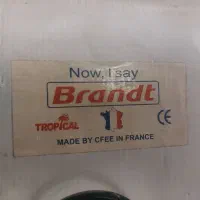 Now, I say
Brandt
TROPICAL
CE
MADE BY CFEE IN FRANCE